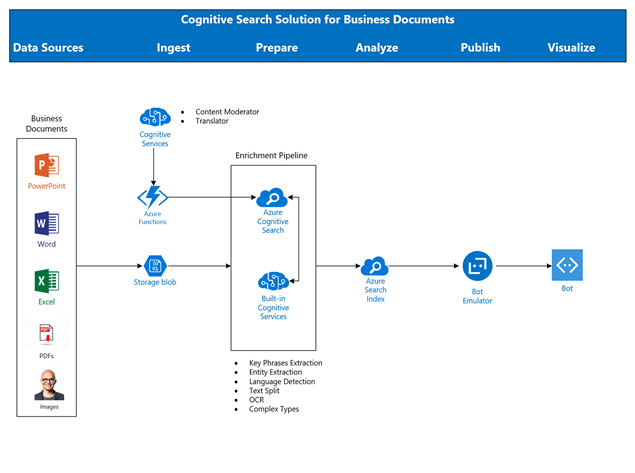 Cognitive Search Solution for Business Documents
Data Sources Ingest Prepare Analyze Publish Visualize
Business
Documents
PowerPoint
Word
Excel
PDF
PDFs
Images
Cognitive
Services
• Content Moderator
• Translator
Azure
Functions
Storage blob
Enrichment Pipeline
Azure
Cognitive
Search
Built-in
Cognitive
Services
• Key Phrases Extraction
• Entity Extraction
• Language Detection
• Text Split
• OCR
• Complex Types
Azure
Search
Index
Bot
Emulator
Bot